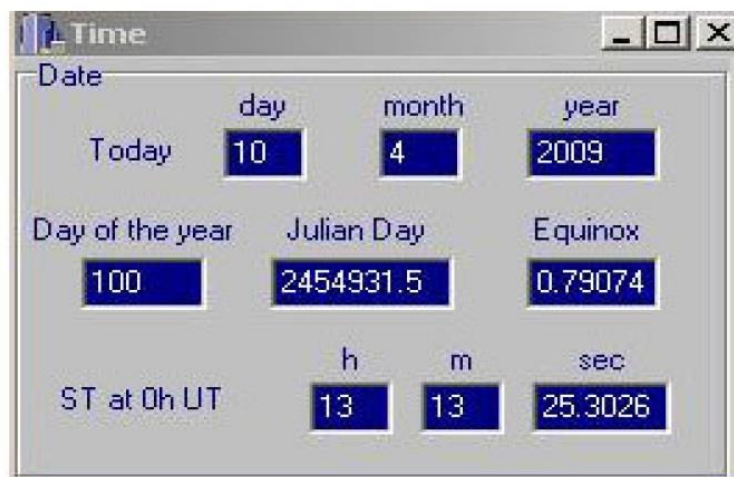 Time
Date
day month year
Today 10 4 2009
Day of the year Julian Day Equinox
100 2454931.5 0.79074
h m sec
ST at 0h UT 13 13 25.3026